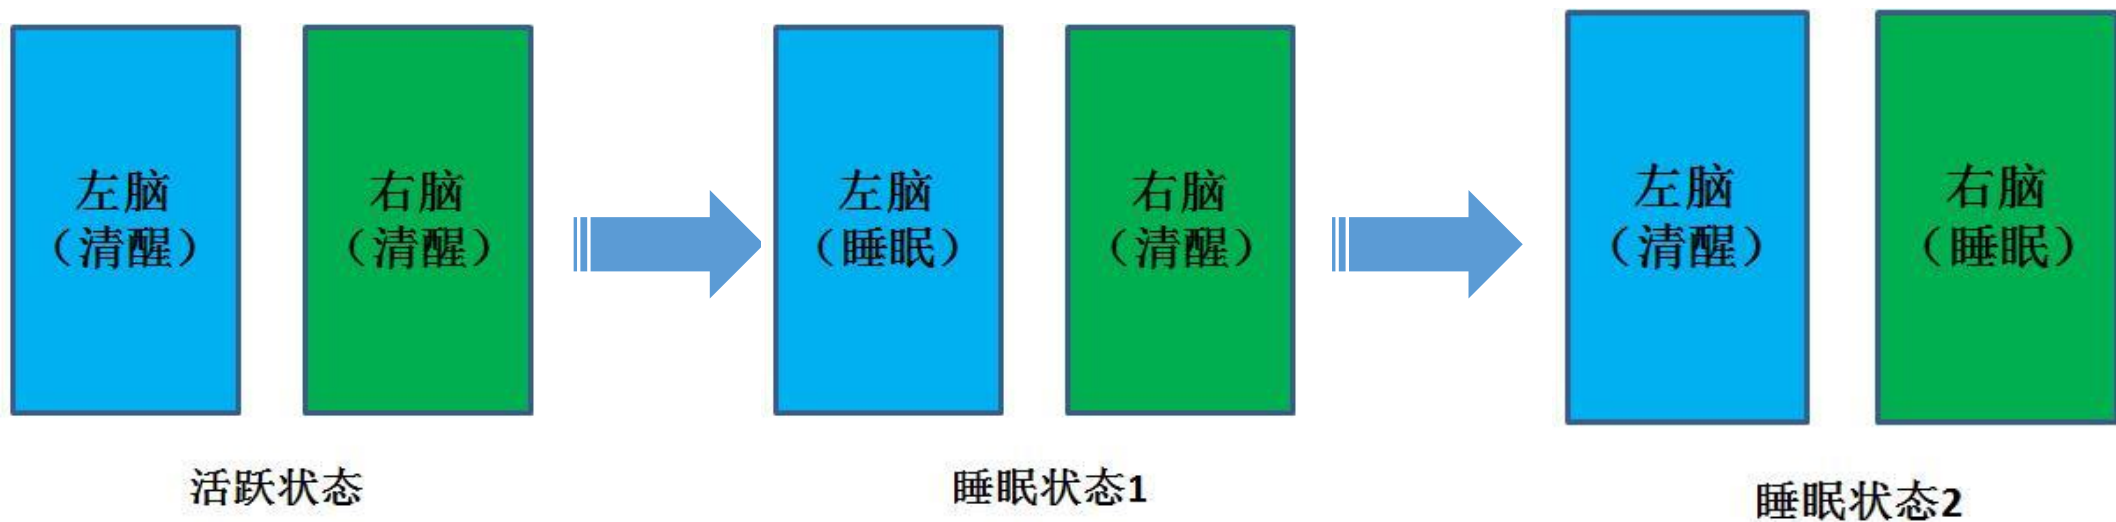 左脑
（清醒）
右脑
（清醒）
左脑
（睡眠）
右脑
（清醒）
左脑
（清醒）
右脑
（睡眠）
活跃状态
睡眠状态1
睡眠状态2